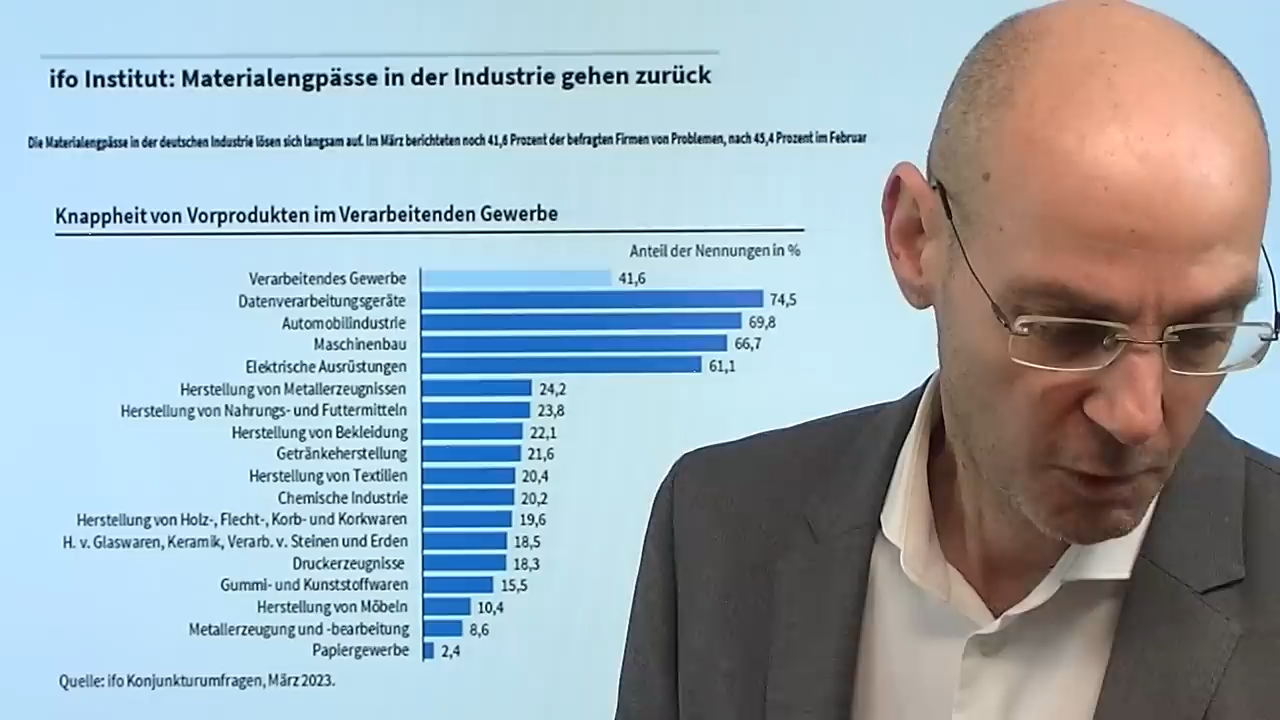 ifo Institut: Materialengpässe in der Industrie gehen zurück
Die Materialengpässe in der deutschen Industrie lösen sich langsam auf. Im März berichteten noch 41,6 Prozent der befragten Firmen von Problemen, nach 45,4 Prozent im Februar
Knappheit von Vorprodukten im Verarbeitenden Gewerbe
Anteil der Nennungen in %
Verarbeitendes Gewerbe 41,6
Datenverarbeitungsgeräte 74,5
Automobilindustrie 69,8
Maschinenbau 66,7
Elektrische Ausrüstungen 61,1
Herstellung von Metallerzeugnissen 24,2
Herstellung von Nahrungs- und Futtermitteln 23,8
Herstellung von Bekleidung 22,1
Getränkeherstellung 21,6
Herstellung von Textilien 20,4
Chemische Industrie 20,2
Herstellung von Holz-, Flecht-, Korb- und Korkwaren 19,6
H. v. Glaswaren, Keramik, Verarb. v. Steinen und Erden 18,5
Druckerzeugnisse 18,3
Gummi- und Kunststoffwaren 15,5
Herstellung von Möbeln 10,4
Metallerzeugung und -bearbeitung 8,6
Papiergewerbe 2,4
Quelle: ifo Konjunkturumfragen, März 2023.